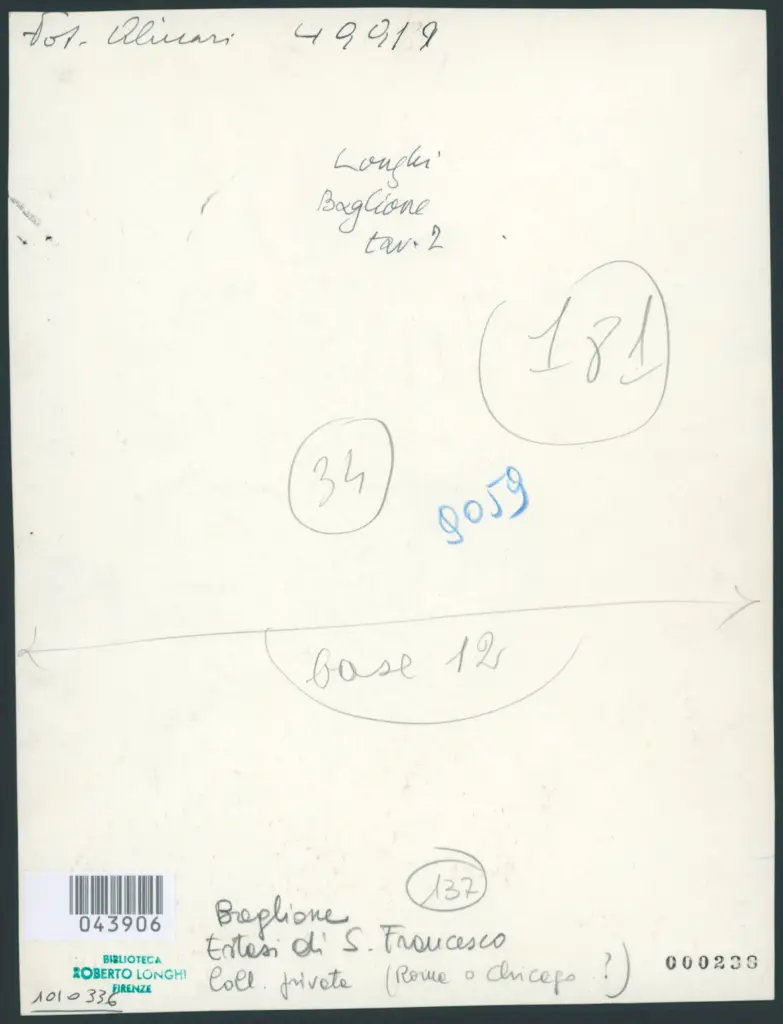 Fot. Alinari 49919
Longhi
Baglione
tav. 2
181
34
9059
base 12
137
043906
Baglione
Estasi di S. Francesco
Coll. privata (Roma o Chicago ?)
000238
BIBLIOTECA
ROBERTO LONGHI
FIRENZE
1010336